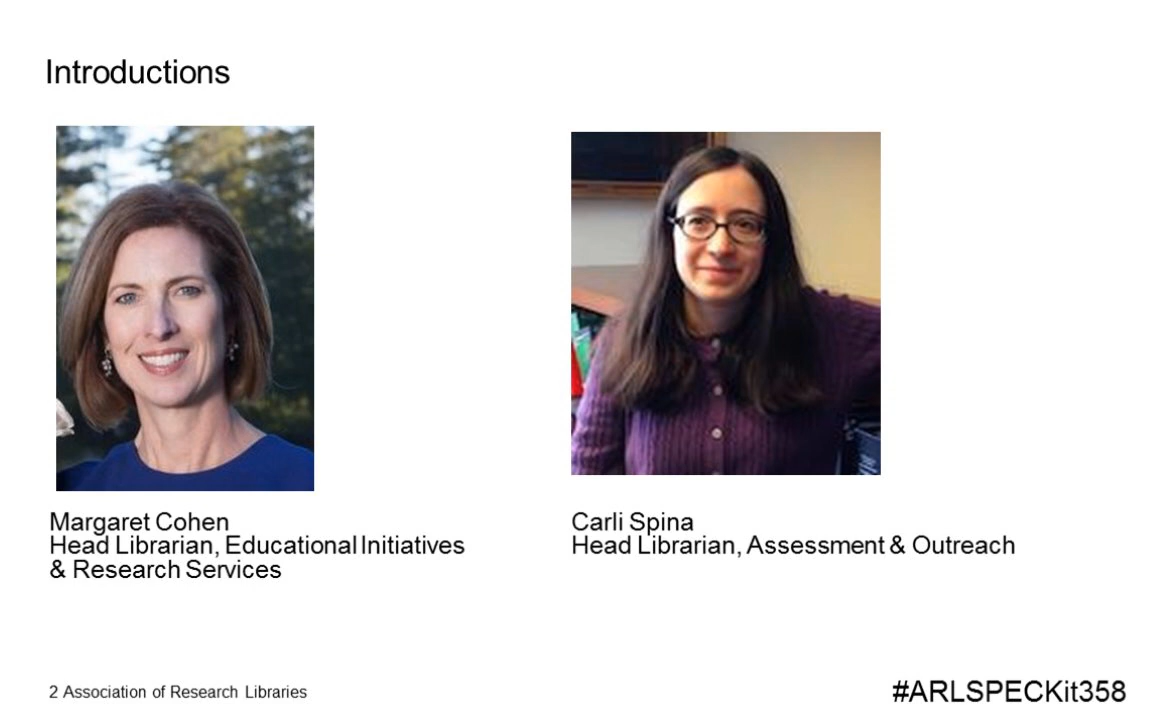 Introductions
Margaret Cohen
Head Librarian, Educational Initiatives
& Research Services
Carli Spina
Head Librarian, Assessment & Outreach
2 Association of Research Libraries
#ARLSPECKit358